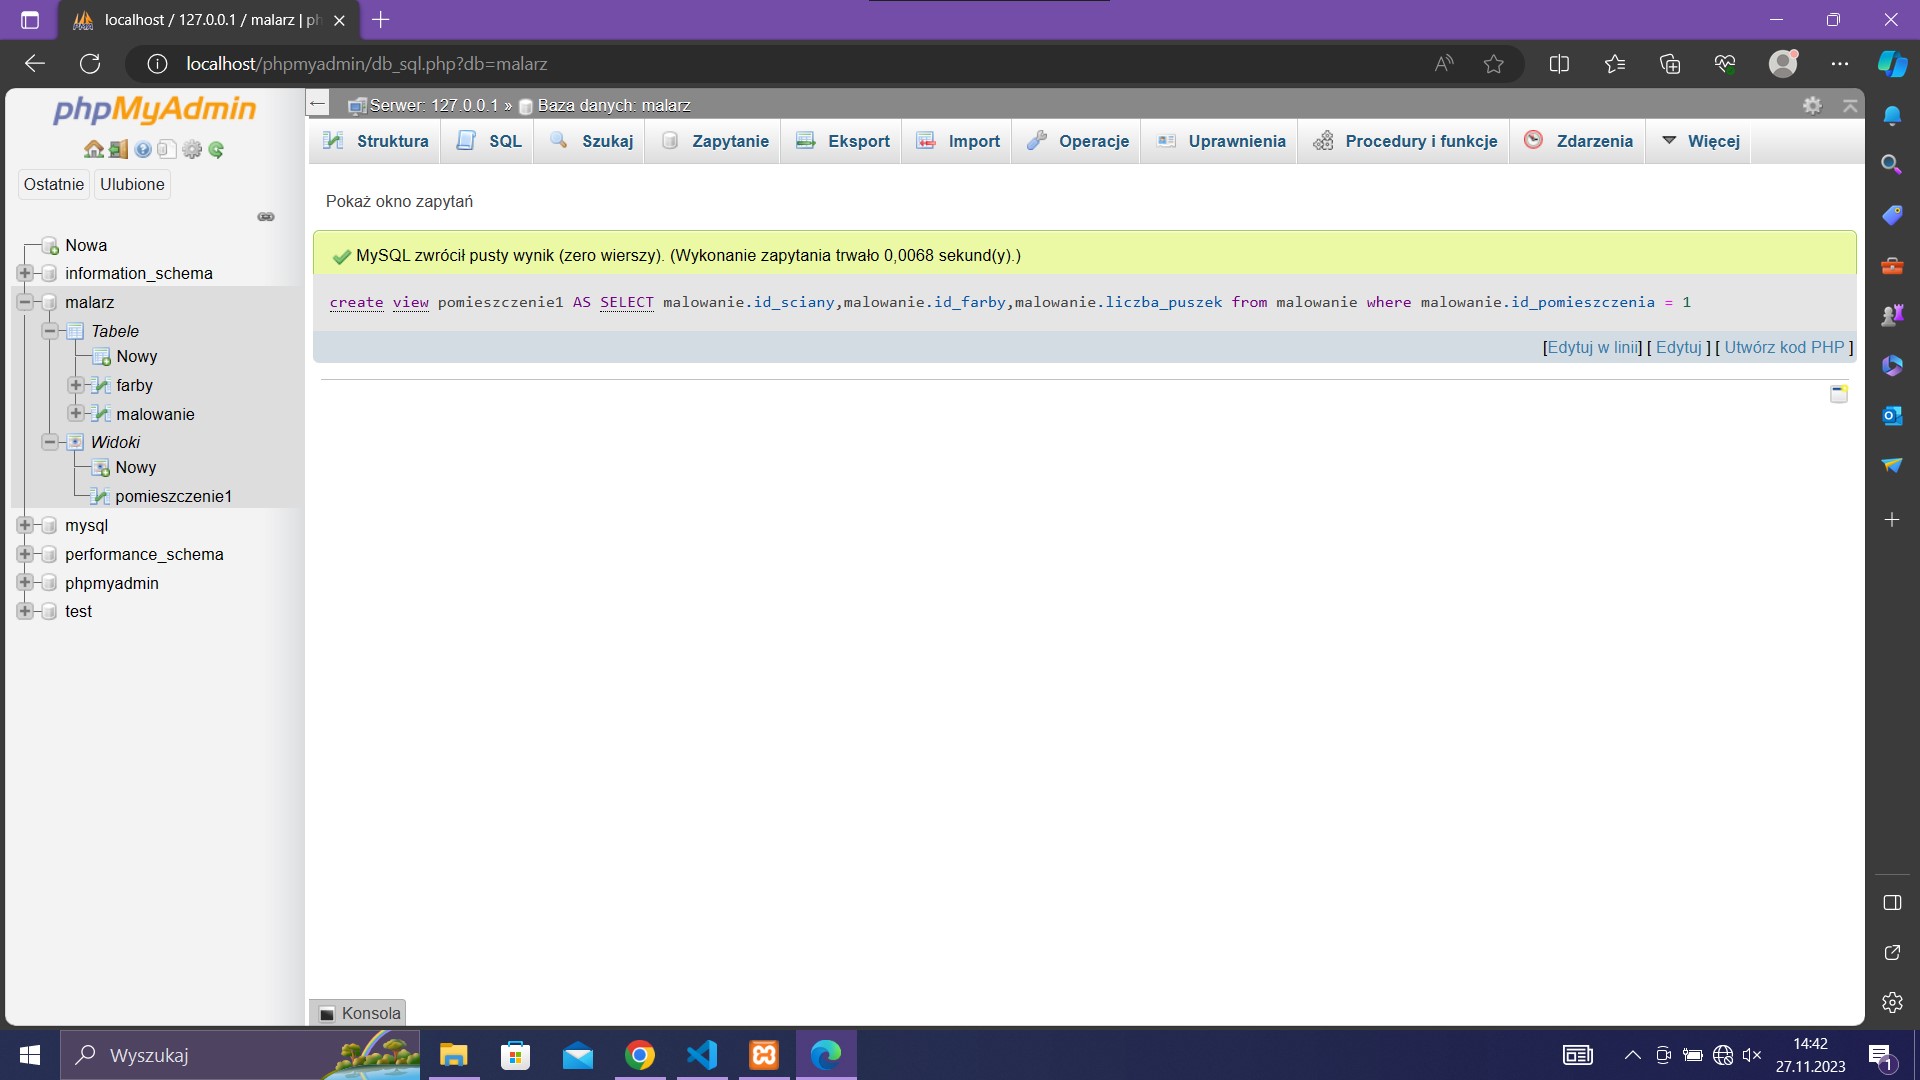 localhost / 127.0.0.1 / malarz | ph
localhost/phpmyadmin/db_sql.php?db=malarz
phpMyAdmin
Ostatnie
Ulubione
Nowa
information_schema
malarz
Tabele
Nowy
farby
malowanie
Widoki
Nowy
pomieszczenie1
mysql
performance_schema
phpmyadmin
test
Serwer: 127.0.0.1 » Baza danych: malarz
Struktura SQL Szukaj Zapytanie Eksport Import Operacje Uprawnienia Procedury i funkcje Zdarzenia Więcej
Pokaż okno zapytań
MySQL zwrócił pusty wynik (zero wierszy). (Wykonanie zapytania trwało 0,0068 sekund(y).)
create view pomieszczenie1 AS SELECT malowanie.id_sciany,malowanie.id_farby,malowanie.liczba_puszek from malowanie where malowanie.id_pomieszczenia = 1
[Edytuj w linii] [ Edytuj ] [ Utwórz kod PHP ]
Konsola
Wyszukaj
14:42
27.11.2023
1